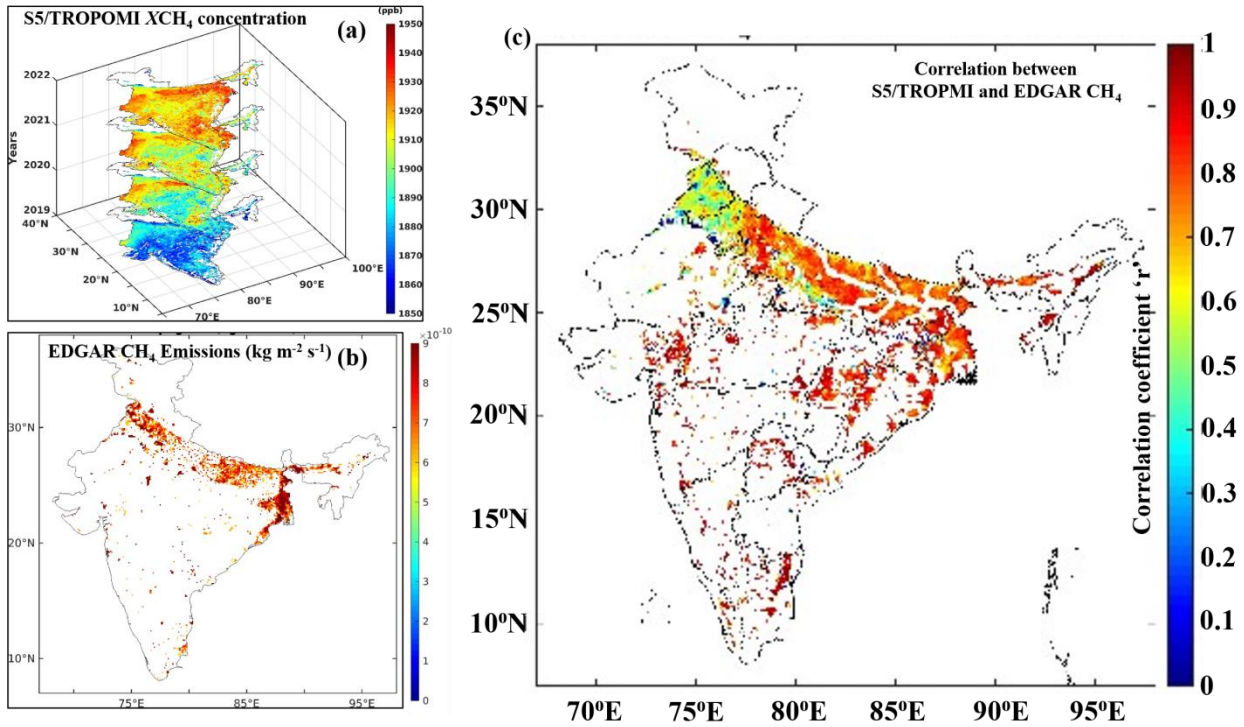 S5/TROPOMI XCH₄ concentration
(a)
(ppb)
1950
1940
1930
1920
1910
1900
1890
1880
1870
1860
1850
2022
2021
2020
2019
Years
40°N
30°N
20°N
10°N
70°E
80°E
90°E
100°E
EDGAR CH₄ Emissions (kg m⁻² s⁻¹)
(b)
×10⁻¹⁰
9
8
7
6
5
4
3
2
1
0
30°N
20°N
10°N
75°E
85°E
95°E
(c)
Correlation between
S5/TROPMI and EDGAR CH₄
35⁰N
30⁰N
25⁰N
20⁰N
15⁰N
10⁰N
70⁰E
75⁰E
80⁰E
85⁰E
90⁰E
95⁰E
Correlation coefficient ‘r’
1
0.9
0.8
0.7
0.6
0.5
0.4
0.3
0.2
0.1
0